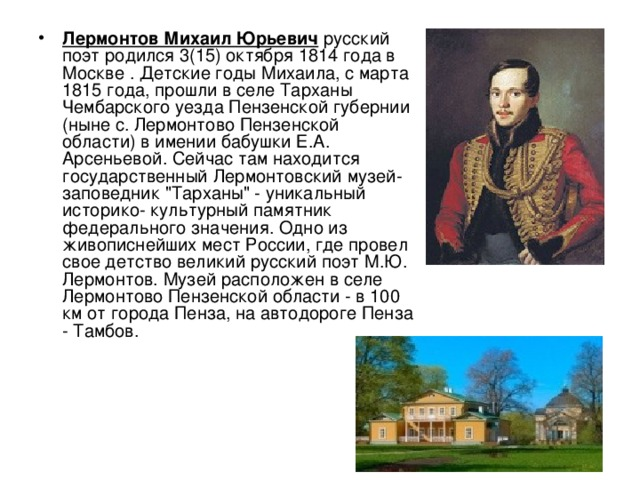 • Лермонтов Михаил Юрьевич русский
поэт родился 3(15) октября 1814 года в
Москве . Детские годы Михаила, с марта
1815 года, прошли в селе Тарханы
Чембарского уезда Пензенской губернии
(ныне с. Лермонтово Пензенской
области) в имении бабушки Е.А.
Арсеньевой. Сейчас там находится
государственный Лермонтовский музей-
заповедник "Тарханы" - уникальный
историко- культурный памятник
федерального значения. Одно из
живописнейших мест России, где провел
свое детство великий русский поэт М.Ю.
Лермонтов. Музей расположен в селе
Лермонтово Пензенской области - в 100
км от города Пенза, на автодороге Пенза
- Тамбов.